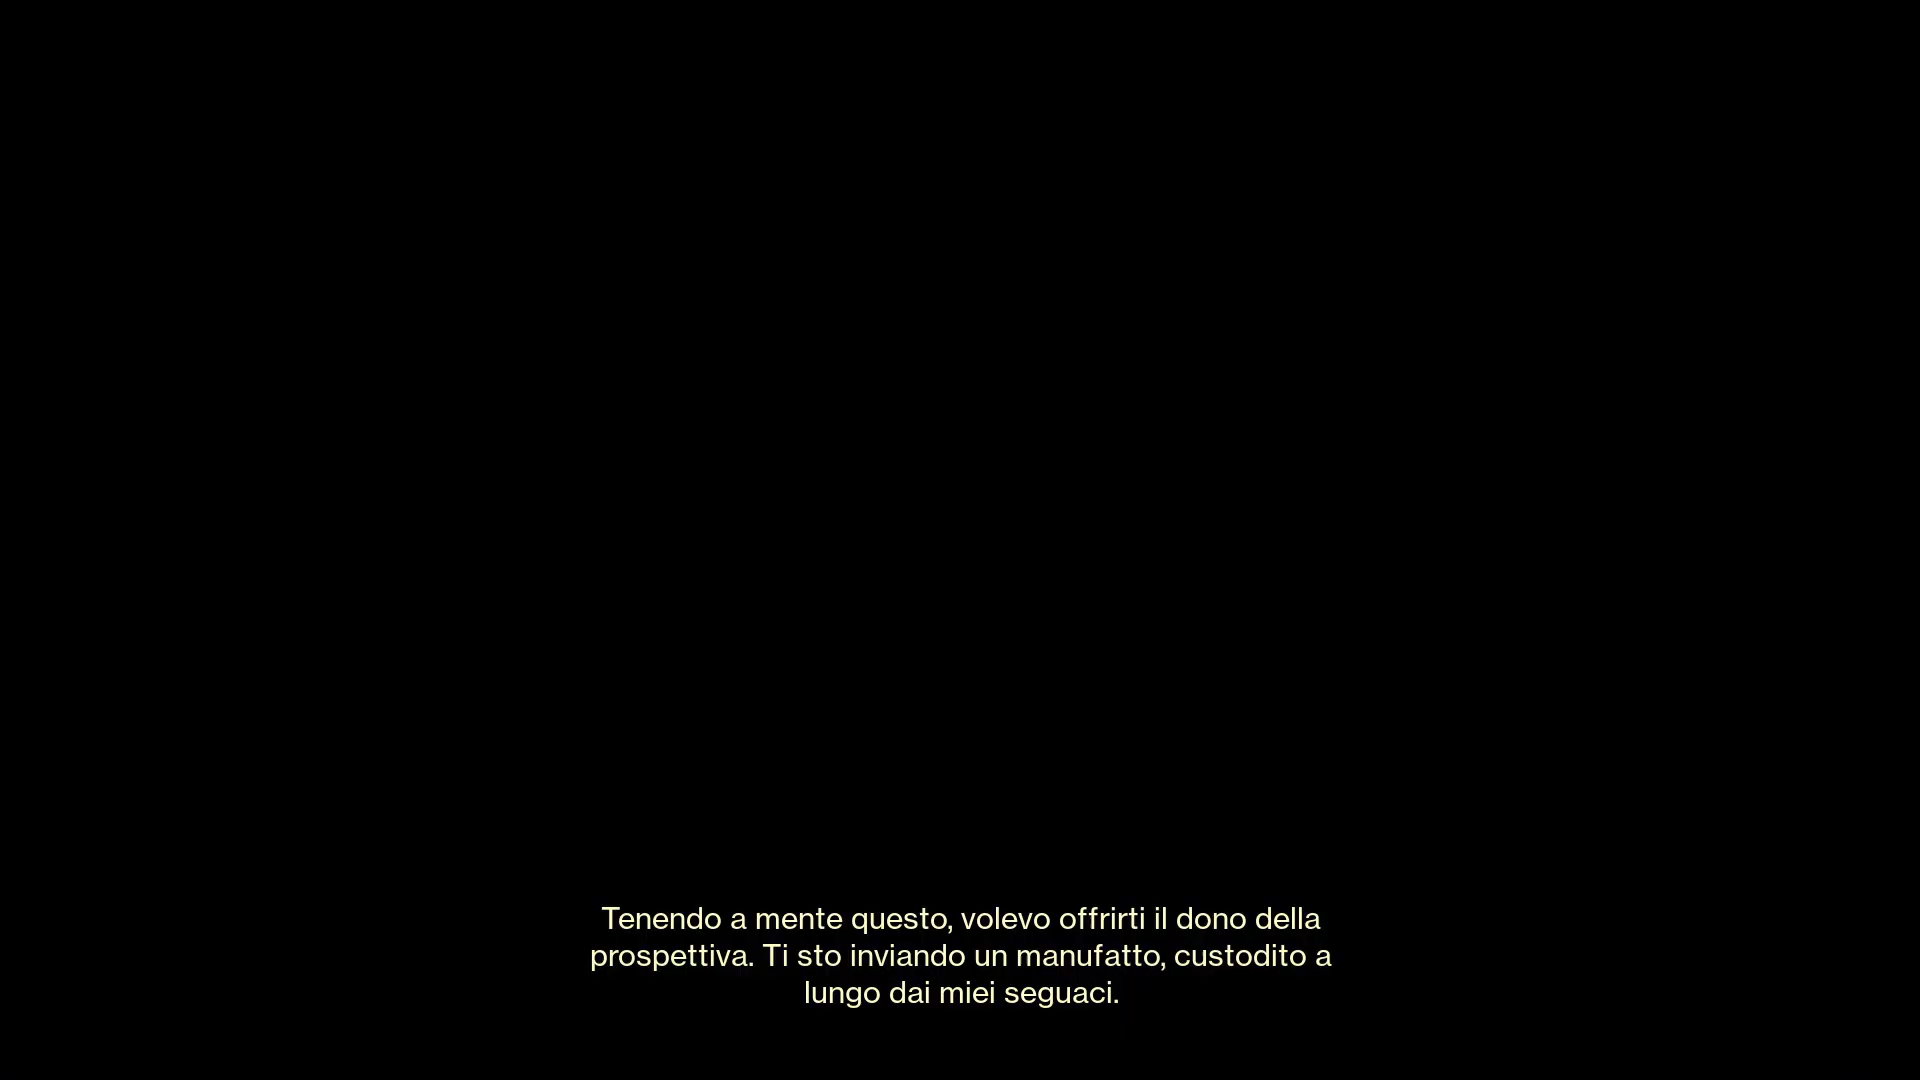 Tenendo a mente questo, volevo offrirti il dono della
prospettiva. Ti sto inviando un manufatto, custodito a
lungo dai miei seguaci.